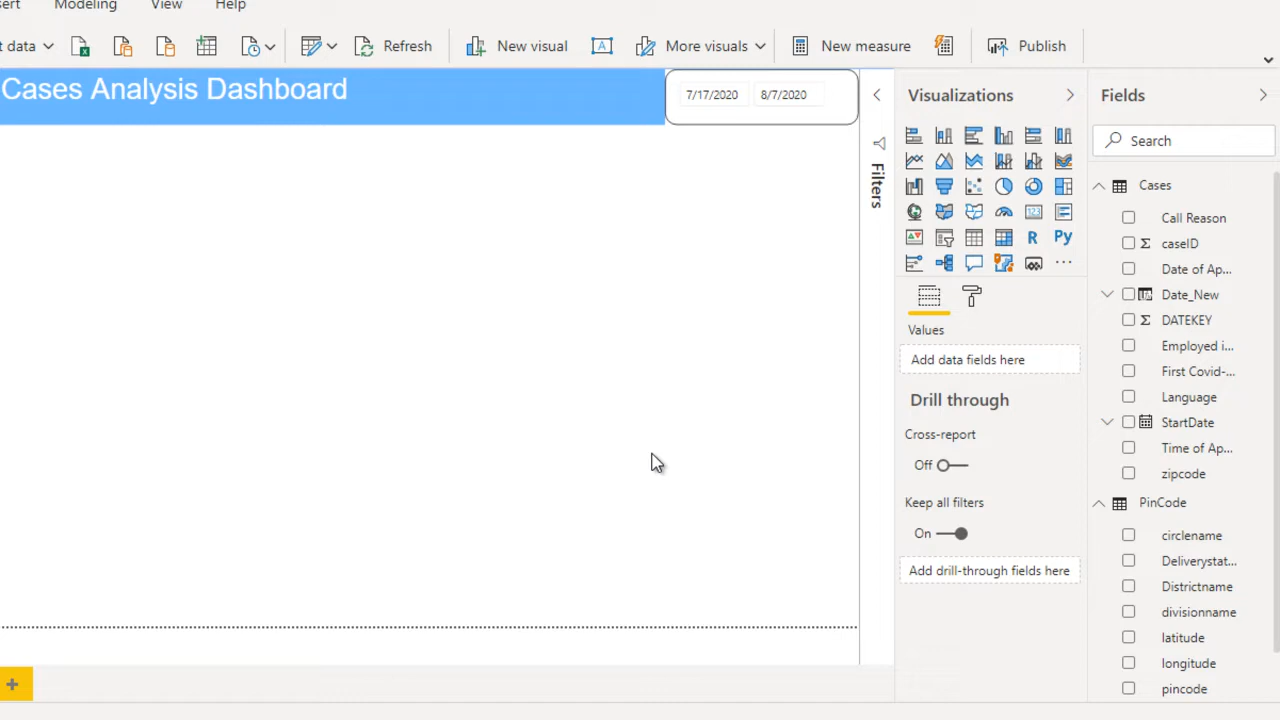 sert Modeling View Help
t data Refresh New visual A More visuals New measure Publish
Cases Analysis Dashboard
7/17/2020 8/7/2020
Filters
Visualizations
123
R Py
Values
Add data fields here
Drill through
Cross-report
Off
Keep all filters
On
Add drill-through fields here
Fields
Search
Cases
Call Reason
Σ caseID
Date of Ap...
Date_New
Σ DATEKEY
Employed i...
First Covid-...
Language
StartDate
Time of Ap...
zipcode
PinCode
circlename
Deliverystat...
Districtname
divisionname
latitude
longitude
pincode